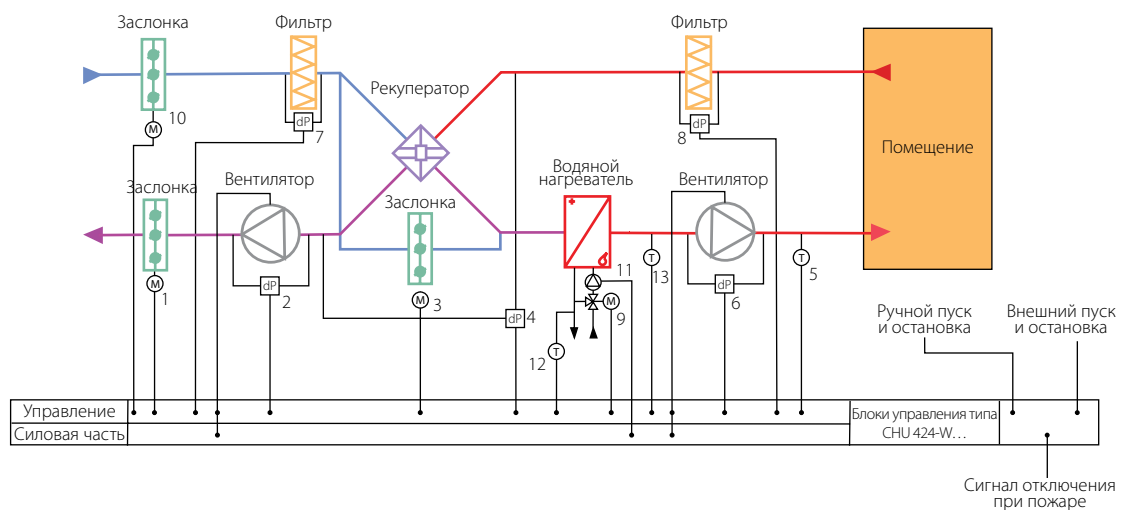 Заслонка
Фильтр
Фильтр
Рекуператор
10
M
dP
7
dP
8
Помещение
Заслонка
Вентилятор
Заслонка
Водяной
нагреватель
Вентилятор
M
1
dP
2
M
3
dP
4
11
M
9
T
12
T
13
dP
6
T
5
Ручной пуск
и остановка
Внешний пуск
и остановка
Управление
Силовая часть
Блоки управления типа
CHU 424-W...
Сигнал отключения
при пожаре